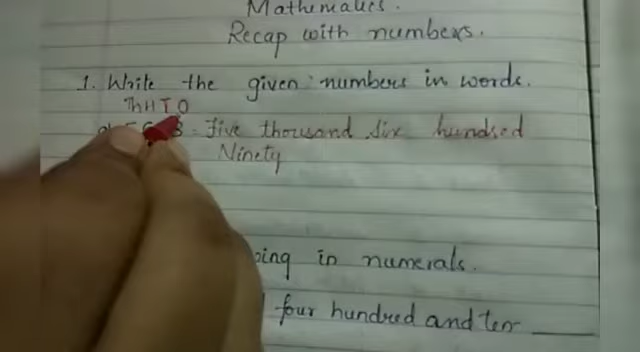 Mathematics.
Recap with numbers.
1. Write the given numbers in words.
Th H T O
Five thousand six hundred
Ninety
in numerals.
four hundred and ten